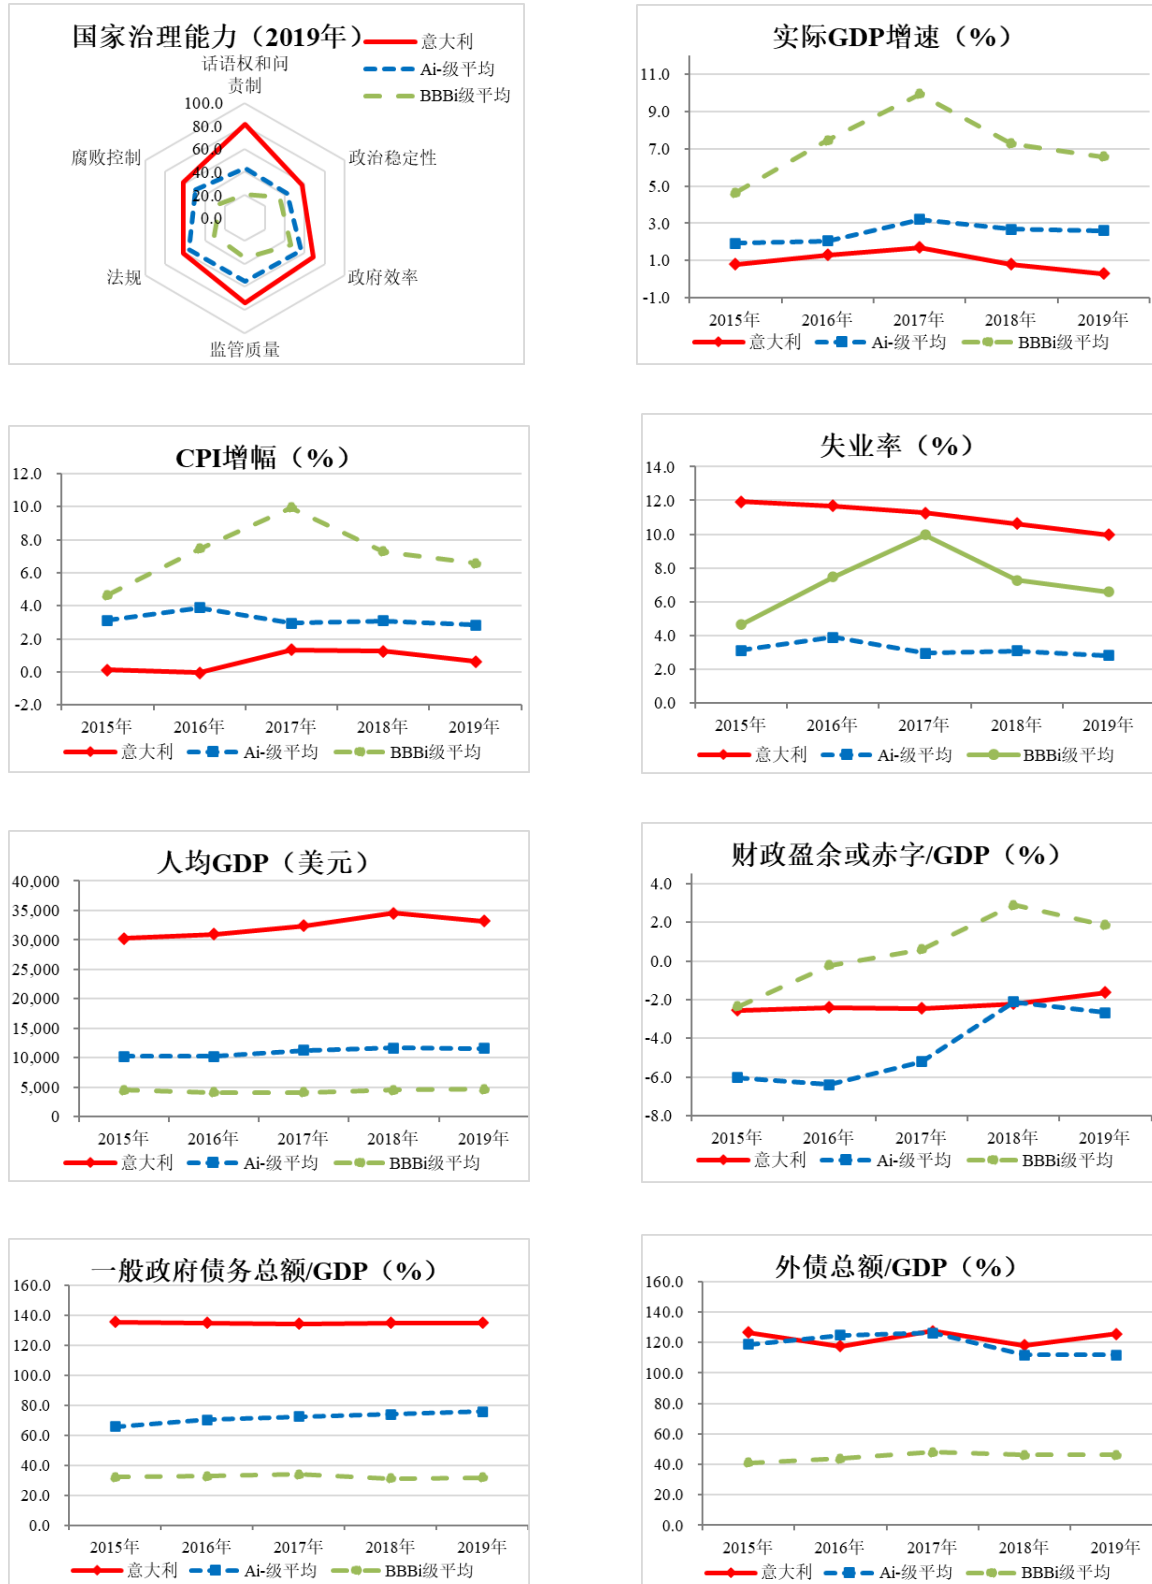 国家治理能力（2019年）
意大利
Ai-级平均
BBBi级平均
话语权和问
责制
政治稳定性
政府效率
监管质量
法规
腐败控制
100.0
80.0
60.0
40.0
20.0
0.0
实际GDP增速（%）
11.0
9.0
7.0
5.0
3.0
1.0
-1.0
2015年 2016年 2017年 2018年 2019年
意大利 Ai-级平均 BBBi级平均
CPI增幅（%）
12.0
10.0
8.0
6.0
4.0
2.0
0.0
-2.0
2015年 2016年 2017年 2018年 2019年
意大利 Ai-级平均 BBBi级平均
失业率（%）
14.0
12.0
10.0
8.0
6.0
4.0
2.0
0.0
2015年 2016年 2017年 2018年 2019年
意大利 Ai-级平均 BBBi级平均
人均GDP（美元）
40,000
35,000
30,000
25,000
20,000
15,000
10,000
5,000
0
2015年 2016年 2017年 2018年 2019年
意大利 Ai-级平均 BBBi级平均
财政盈余或赤字/GDP（%）
4.0
2.0
0.0
-2.0
-4.0
-6.0
-8.0
2015年 2016年 2017年 2018年 2019年
意大利 Ai-级平均 BBBi级平均
一般政府债务总额/GDP（%）
160.0
140.0
120.0
100.0
80.0
60.0
40.0
20.0
0.0
2015年 2016年 2017年 2018年 2019年
意大利 Ai-级平均 BBBi级平均
外债总额/GDP（%）
160.0
140.0
120.0
100.0
80.0
60.0
40.0
20.0
0.0
2015年 2016年 2017年 2018年 2019年
意大利 Ai-级平均 BBBi级平均